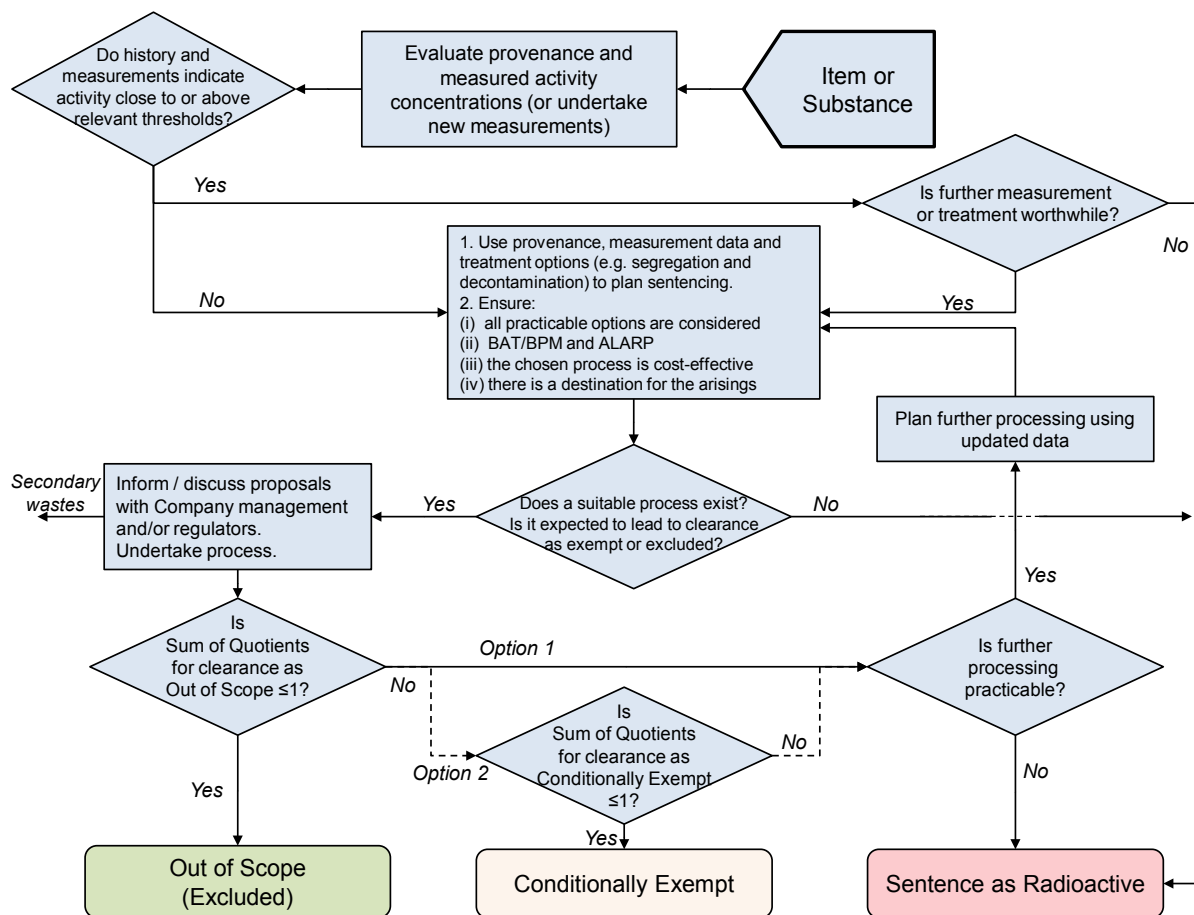 Do history and
measurements indicate
activity close to or above
relevant thresholds?
Evaluate provenance and
measured activity
concentrations (or undertake
new measurements)
Item or
Substance
Yes
Is further measurement
or treatment worthwhile?
No
No
1. Use provenance, measurement data and
treatment options (e.g. segregation and
decontamination) to plan sentencing.
2. Ensure:
(i) all practicable options are considered
(ii) BAT/BPM and ALARP
(iii) the chosen process is cost-effective
(iv) there is a destination for the arisings
Yes
Plan further processing using
updated data
Secondary
wastes
Inform / discuss proposals
with Company management
and/or regulators.
Undertake process.
Yes
Does a suitable process exist?
Is it expected to lead to clearance
as exempt or excluded?
No
Yes
Is
Sum of Quotients
for clearance as
Out of Scope ≤1?
No
Option 1
Is further
processing
practicable?
Option 2
Is
Sum of Quotients
for clearance as
Conditionally Exempt
≤1?
No
Yes
Yes
No
Out of Scope
(Excluded)
Conditionally Exempt
Sentence as Radioactive